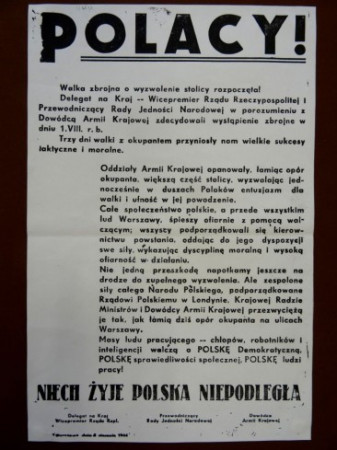 POLACY!
Walka zbrojna o wyzwolenie stolicy rozpoczęta!
Delegat na Kraj -- Wicepremier Rządu Rzeczypospolitej i
Przewodniczący Rady Jedności Narodowej w porozumieniu z
Dowódcą Armii Krajowej zdecydowali wystąpienie zbrojne w
dniu 1.VIII. r. b.
Trzy dni walki z okupantem przyniosły nam wielkie sukcesy
taktyczne i moralne.
Oddziały Armii Krajowej opanowały, łamiąc opór
okupanta, większą część stolicy, wyzwalając jed-
nocześnie w duszach Polaków entuzjazm dla
walki i ufność w jej powodzenie.
Całe społeczeństwo polskie, a przede wszystkim
lud Warszawy, śpieszy ofiarnie z pomocą wal-
czącym; wszyscy podporządkowali się kierow-
nictwu powstania, oddając do jego dyspozycji
swe siły, wykazując dyscyplinę moralną i wysoką
ofiarność w działaniu.
Nie jedną przeszkodę napotkamy jeszcze na
drodze do zupełnego wyzwolenia. Ale zespolone
siły całego Narodu Polskiego, podporządkowane
Rządowi Polskiemu w Londynie, Krajowej Radzie
Ministrów i Dowódcy Armii Krajowej przezwyciężą
je tak, jak łamią dziś opór okupanta na ulicach
Warszawy.
Masy ludu pracującego -- chłopów, robotników i
inteligencji walczą o POLSKĘ Demokratyczną,
POLSKĘ sprawiedliwości społecznej, POLSKĘ ludzi
pracy!
NIECH ŻYJE POLSKA NIEPODLEGŁA
Delegat na Kraj Przewodniczący Dowódca
Wicepremier Rządu Rzpl. Rady Jedności Narodowej Armii Krajowej
dnia sierpnia 1944